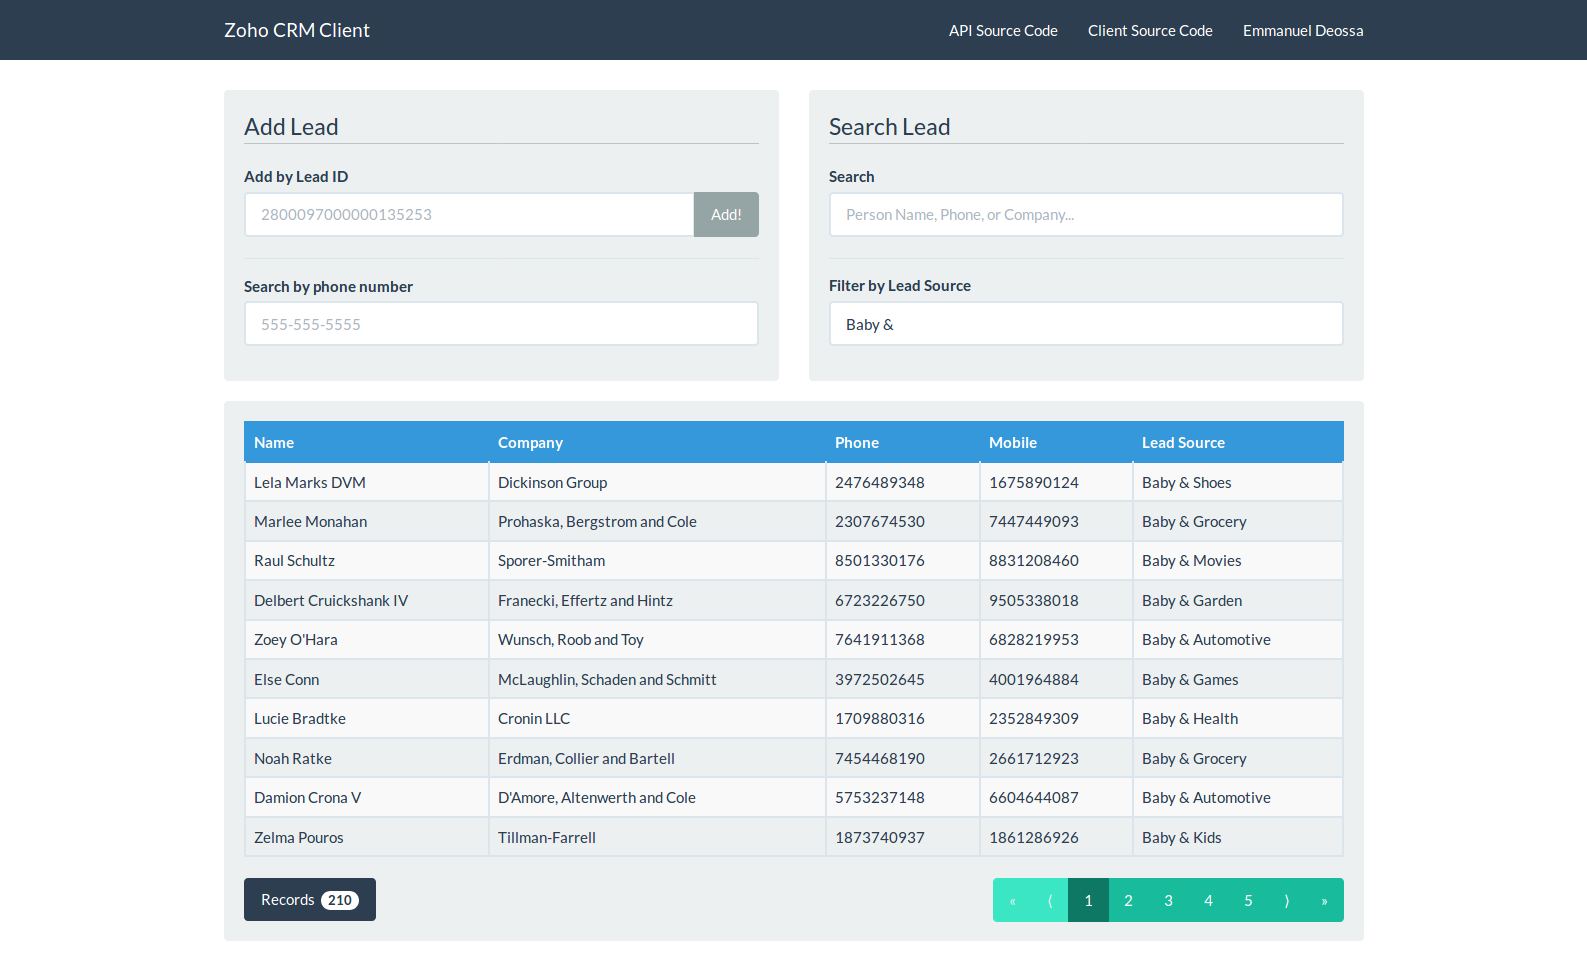 Zoho CRM Client API Source Code Client Source Code Emmanuel Deossa
Add Lead
Add by Lead ID
2800097000000135253 Add!
Search by phone number
555-555-5555
Search Lead
Search
Person Name, Phone, or Company...
Filter by Lead Source
Baby &
Name Company Phone Mobile Lead Source
Lela Marks DVM Dickinson Group 2476489348 1675890124 Baby & Shoes
Marlee Monahan Prohaska, Bergstrom and Cole 2307674530 7447449093 Baby & Grocery
Raul Schultz Sporer-Smitham 8501330176 8831208460 Baby & Movies
Delbert Cruickshank IV Franecki, Effertz and Hintz 6723226750 9505338018 Baby & Garden
Zoey O'Hara Wunsch, Roob and Toy 7641911368 6828219953 Baby & Automotive
Else Conn McLaughlin, Schaden and Schmitt 3972502645 4001964884 Baby & Games
Lucie Bradtke Cronin LLC 1709880316 2352849309 Baby & Health
Noah Ratke Erdman, Collier and Bartell 7454468190 2661712923 Baby & Grocery
Damion Crona V D'Amore, Altenwerth and Cole 5753237148 6604644087 Baby & Automotive
Zelma Pouros Tillman-Farrell 1873740937 1861286926 Baby & Kids
Records 210 « ⟨ 1 2 3 4 5 ⟩ »